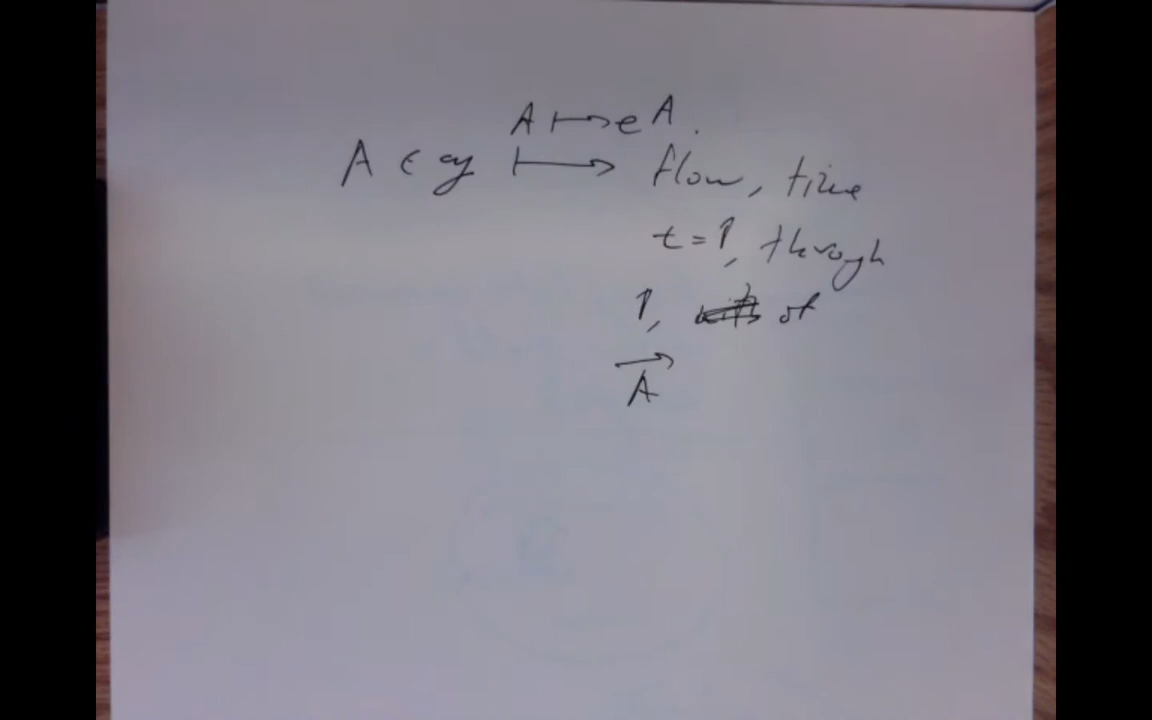 A ↦ e^A.
A ∈ 𝔤 ⟼ flow, time
t = 1, through
1, of
→
A